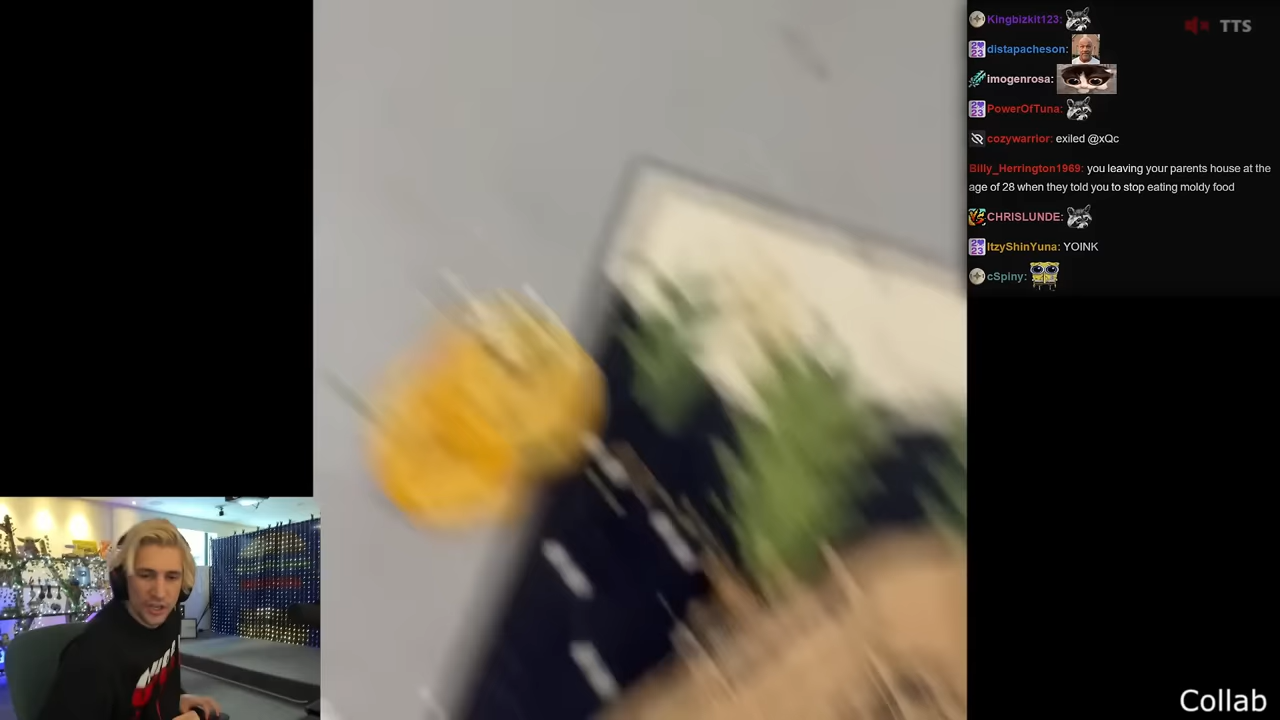 Kingbizkit123:
TTS
distapacheson:
imogenrosa:
PowerOfTuna:
cozywarrior: exiled @xQc
Billy_Herrington1969: you leaving your parents house at the
age of 28 when they told you to stop eating moldy food
CHRISLUNDE:
ItzyShinYuna: YOINK
cSpiny:
Collab